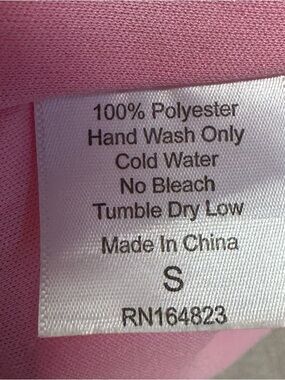 100% Polyester
Hand Wash Only
Cold Water
No Bleach
Tumble Dry Low
Made In China
S
RN164823